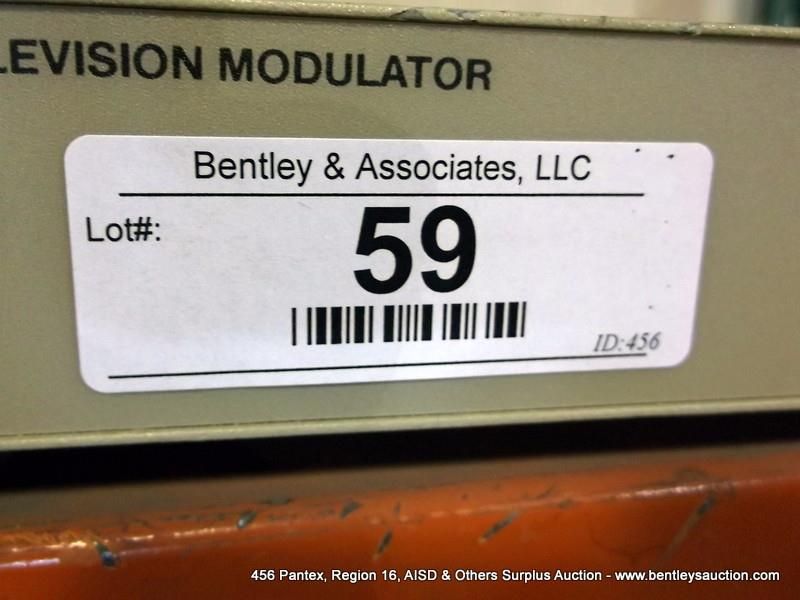 LEVISION MODULATOR
Bentley & Associates, LLC
Lot#:
59
ID:456
456 Pantex, Region 16, AISD & Others Surplus Auction - www.bentleysauction.com